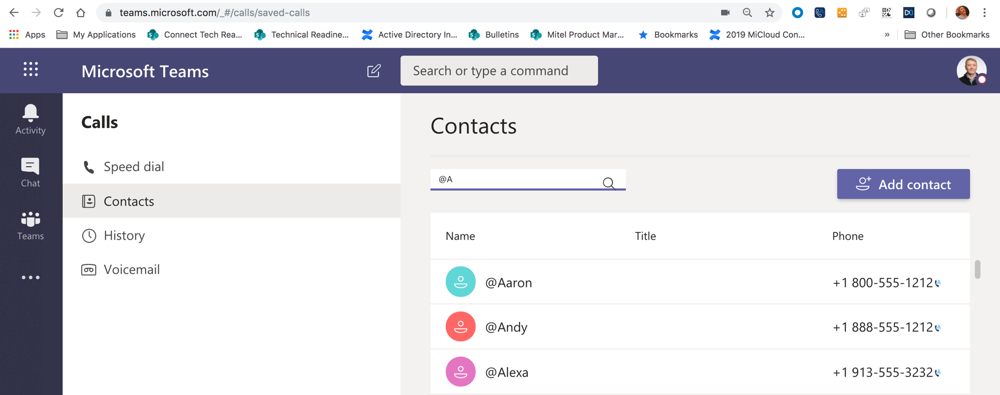 teams.microsoft.com/_#/calls/saved-calls
Apps My Applications Connect Tech Rea... Technical Readine... Active Directory In... Bulletins Mitel Product Mar... Bookmarks 2019 MiCloud Con... » Other Bookmarks
Microsoft Teams
Search or type a command
Activity
Chat
Teams
Calls
Speed dial
Contacts
History
Voicemail
Contacts
@A
Add contact
Name Title Phone
@Aaron +1 800-555-1212
@Andy +1 888-555-1212
@Alexa +1 913-555-3232